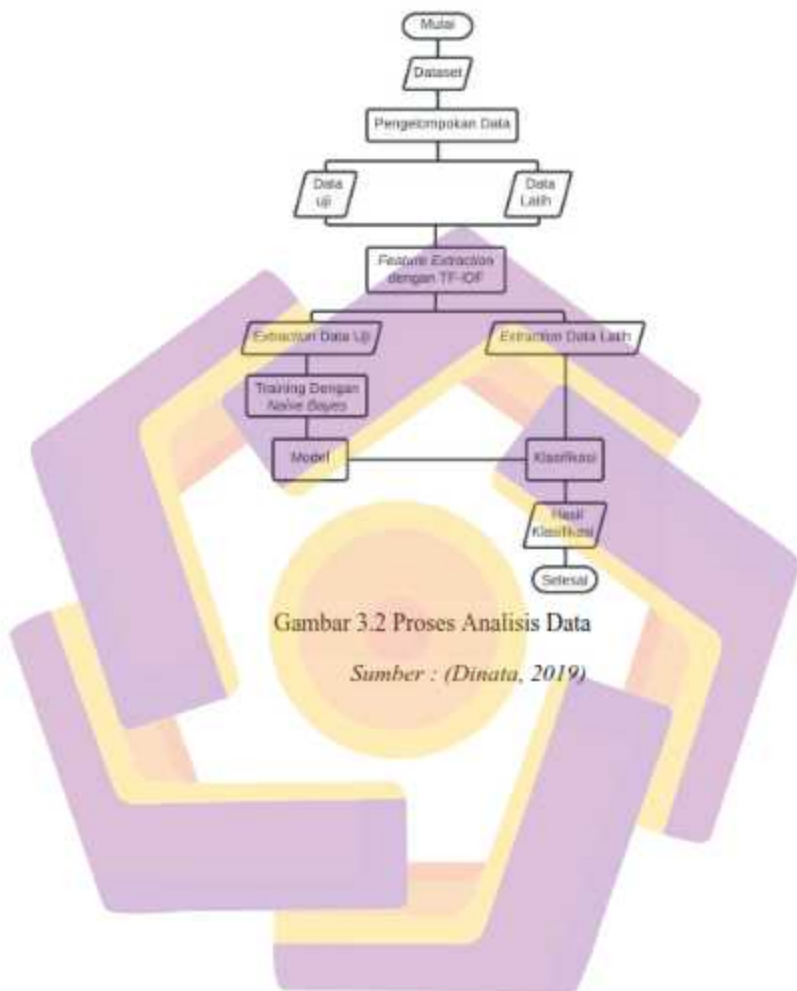 Mulai
Dataset
Pengelompokan Data
Data
uji
Data
Latih
Feature Extraction
dengan TF-IDF
Extraction Data Uji
Extraction Data Latih
Training Dengan
Naive Bayes
Model
Klasifikasi
Hasil
Klasifikasi
Selesai
Gambar 3.2 Proses Analisis Data
Sumber : (Dinata, 2019)